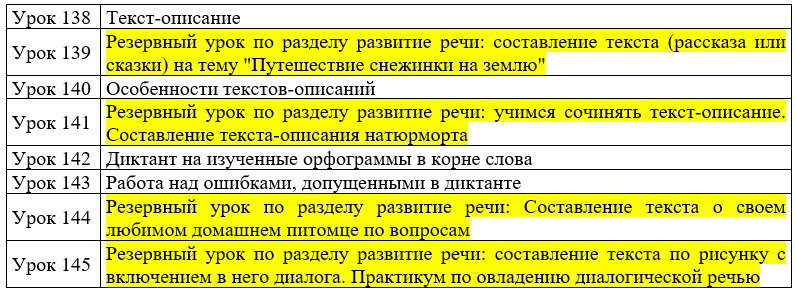 Урок 138 Текст-описание
Урок 139 Резервный урок по разделу развитие речи: составление текста (рассказа или
сказки) на тему "Путешествие снежинки на землю"
Урок 140 Особенности текстов-описаний
Урок 141 Резервный урок по разделу развитие речи: учимся сочинять текст-описание.
Составление текста-описания натюрморта
Урок 142 Диктант на изученные орфограммы в корне слова
Урок 143 Работа над ошибками, допущенными в диктанте
Урок 144 Резервный урок по разделу развитие речи: Составление текста о своем
любимом домашнем питомце по вопросам
Урок 145 Резервный урок по разделу развитие речи: составление текста по рисунку с
включением в него диалога. Практикум по овладению диалогической речью